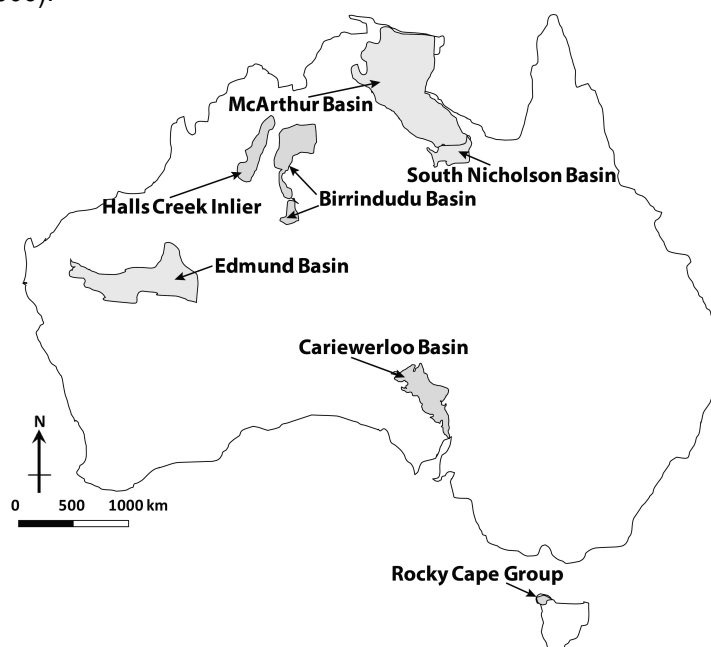 McArthur Basin
South Nicholson Basin
Halls Creek Inlier
Birrindudu Basin
Edmund Basin
Cariewerloo Basin
N
0 500 1000 km
Rocky Cape Group